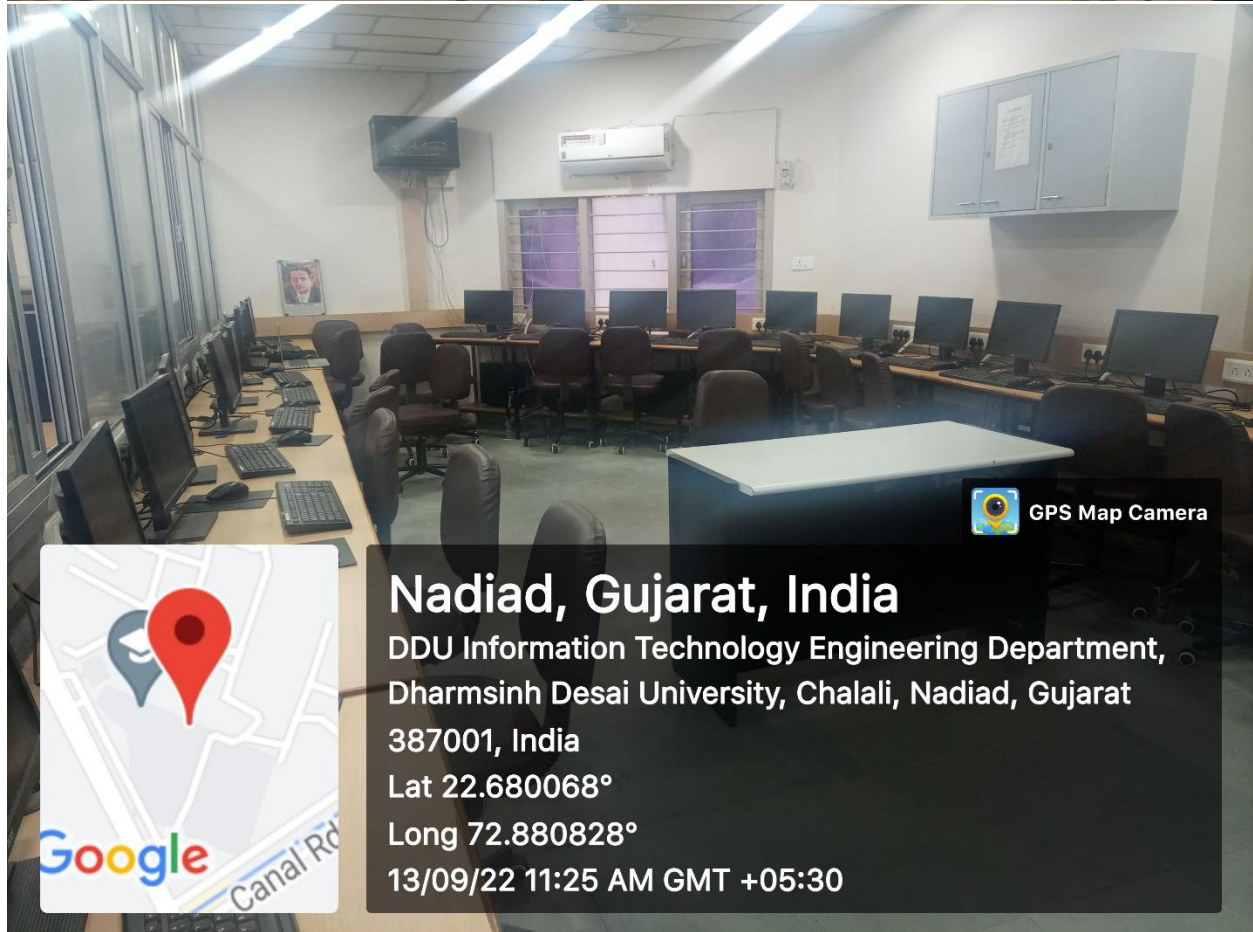 GPS Map Camera
Nadiad, Gujarat, India
DDU Information Technology Engineering Department,
Dharmsinh Desai University, Chalali, Nadiad, Gujarat
387001, India
Lat 22.680068°
Long 72.880828°
13/09/22 11:25 AM GMT +05:30
Google
Canal Rd